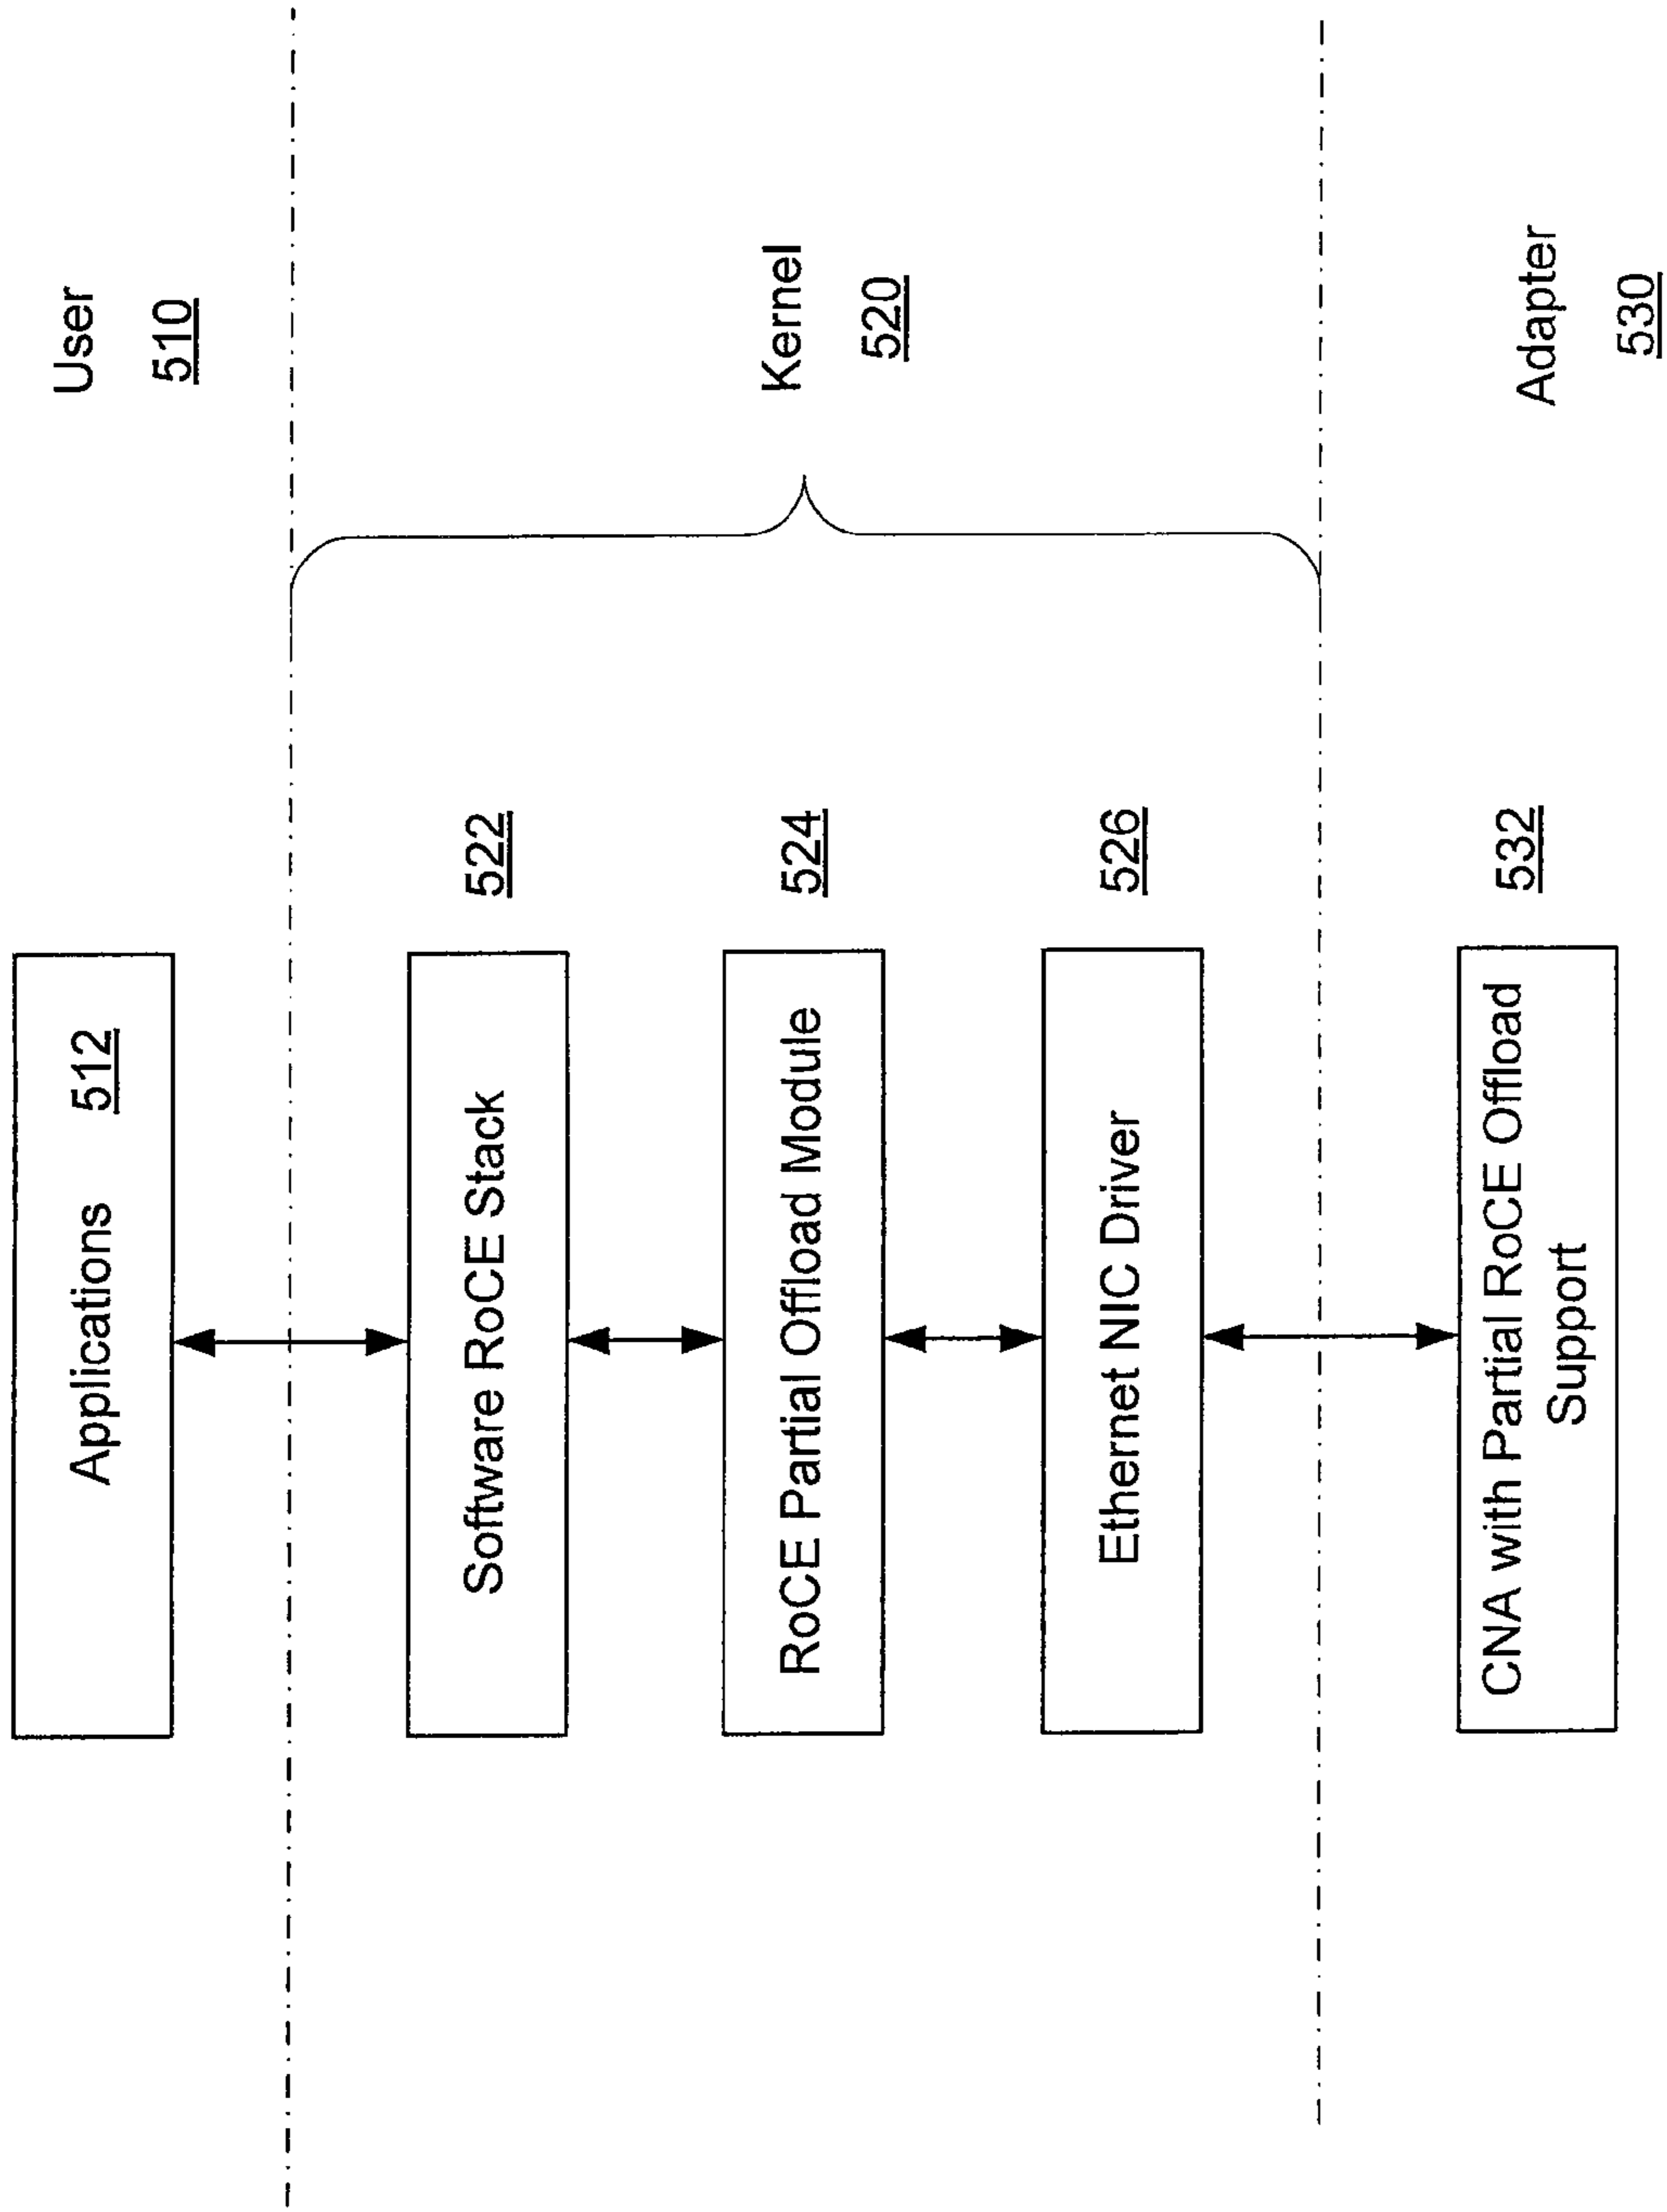 User
510
Applications 512
Software RoCE Stack
522
RoCE Partial Offload Module
524
Kernel
520
Ethernet NIC Driver
526
CNA with Partial RoCE Offload
Support
532
Adapter
530